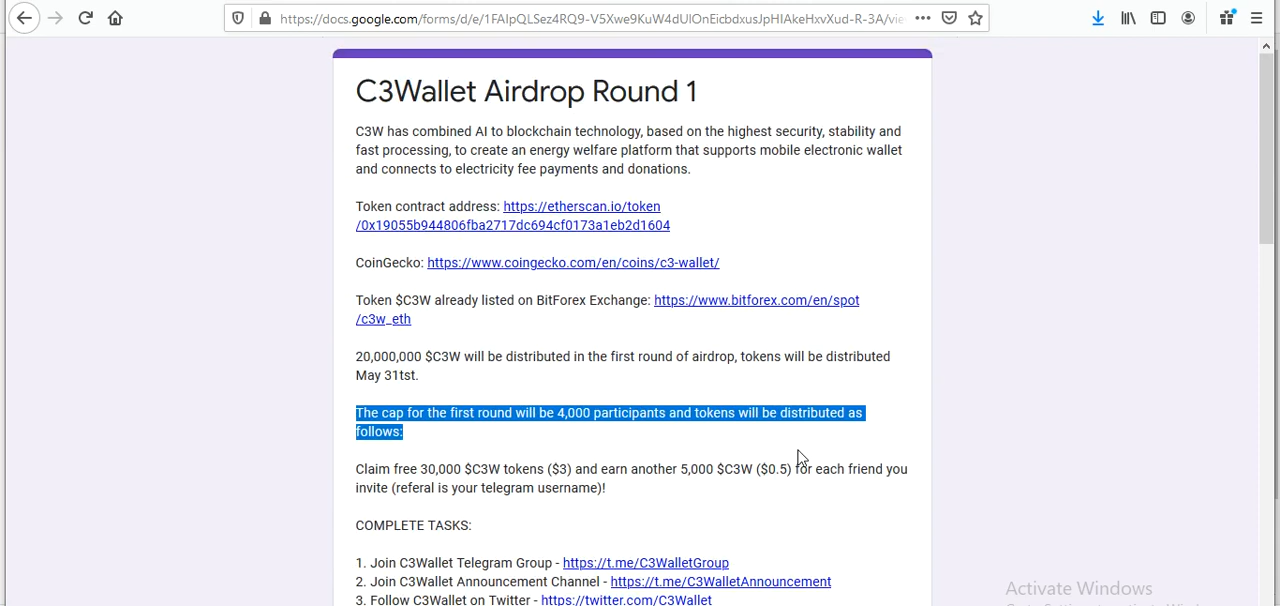 https://docs.google.com/forms/d/e/1FAIpQLSez4RQ9-V5Xwe9KuW4dUIOnEicbdxusJpHIAkeHxvXud-R-3A/vie
C3Wallet Airdrop Round 1
C3W has combined AI to blockchain technology, based on the highest security, stability and
fast processing, to create an energy welfare platform that supports mobile electronic wallet
and connects to electricity fee payments and donations.
Token contract address: https://etherscan.io/token
/0x19055b944806fba2717dc694cf0173a1eb2d1604
CoinGecko: https://www.coingecko.com/en/coins/c3-wallet/
Token $C3W already listed on BitForex Exchange: https://www.bitforex.com/en/spot
/c3w_eth
20,000,000 $C3W will be distributed in the first round of airdrop, tokens will be distributed
May 31tst.
The cap for the first round will be 4,000 participants and tokens will be distributed as
follows:
Claim free 30,000 $C3W tokens ($3) and earn another 5,000 $C3W ($0.5) for each friend you
invite (referal is your telegram username)!
COMPLETE TASKS:
1. Join C3Wallet Telegram Group - https://t.me/C3WalletGroup
2. Join C3Wallet Announcement Channel - https://t.me/C3WalletAnnouncement
3. Follow C3Wallet on Twitter - https://twitter.com/C3Wallet
Activate Windows